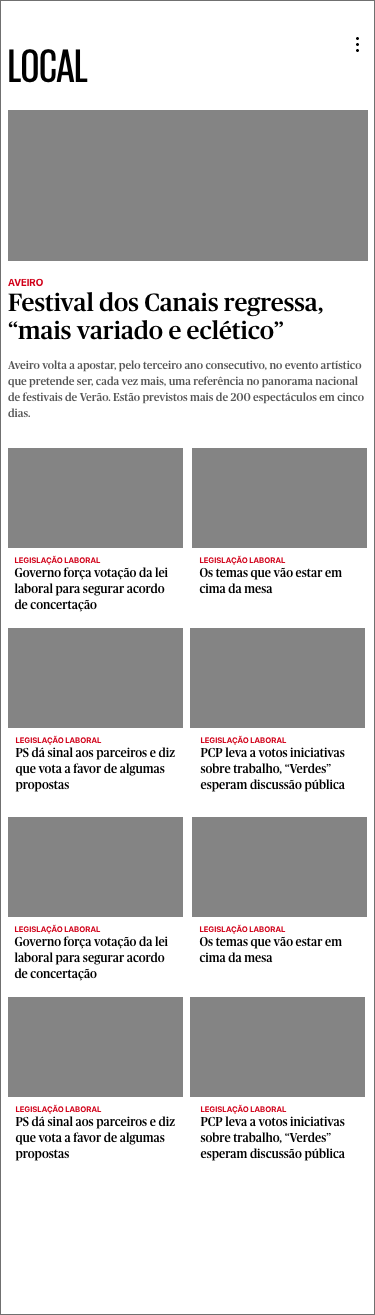 LOCAL
AVEIRO
Festival dos Canais regressa,
“mais variado e eclético”
Aveiro volta a apostar, pelo terceiro ano consecutivo, no evento artístico
que pretende ser, cada vez mais, uma referência no panorama nacional
de festivais de Verão. Estão previstos mais de 200 espectáculos em cinco
dias.
LEGISLAÇÃO LABORAL
Governo força votação da lei
laboral para segurar acordo
de concertação
LEGISLAÇÃO LABORAL
Os temas que vão estar em
cima da mesa
LEGISLAÇÃO LABORAL
PS dá sinal aos parceiros e diz
que vota a favor de algumas
propostas
LEGISLAÇÃO LABORAL
PCP leva a votos iniciativas
sobre trabalho, “Verdes”
esperam discussão pública
LEGISLAÇÃO LABORAL
Governo força votação da lei
laboral para segurar acordo
de concertação
LEGISLAÇÃO LABORAL
Os temas que vão estar em
cima da mesa
LEGISLAÇÃO LABORAL
PS dá sinal aos parceiros e diz
que vota a favor de algumas
propostas
LEGISLAÇÃO LABORAL
PCP leva a votos iniciativas
sobre trabalho, “Verdes”
esperam discussão pública